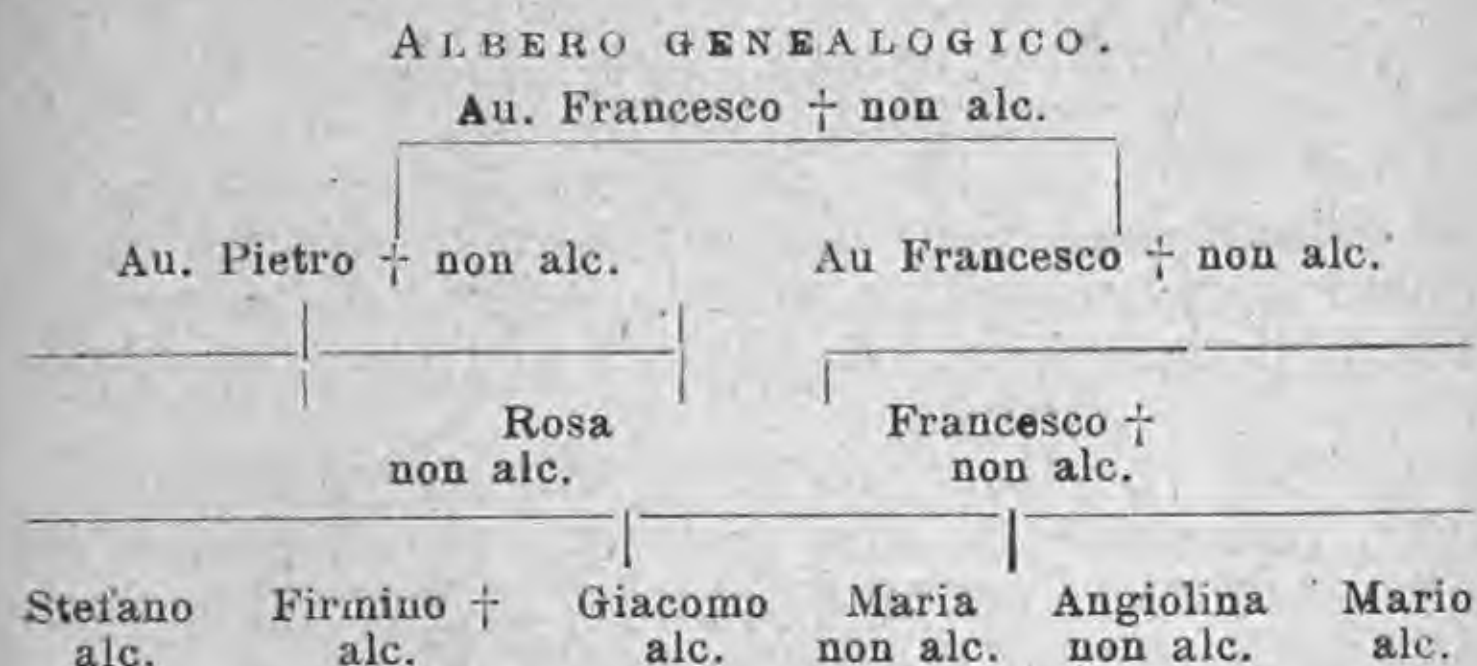 ALBERO GENEALOGICO.
Au. Francesco † non alc.
Au. Pietro † non alc. Au Francesco † non alc.
Rosa Francesco †
non alc. non alc.
Stefano Firmino † Giacomo Maria Angiolina Mario
alc. alc. alc. non alc. non alc. alc.